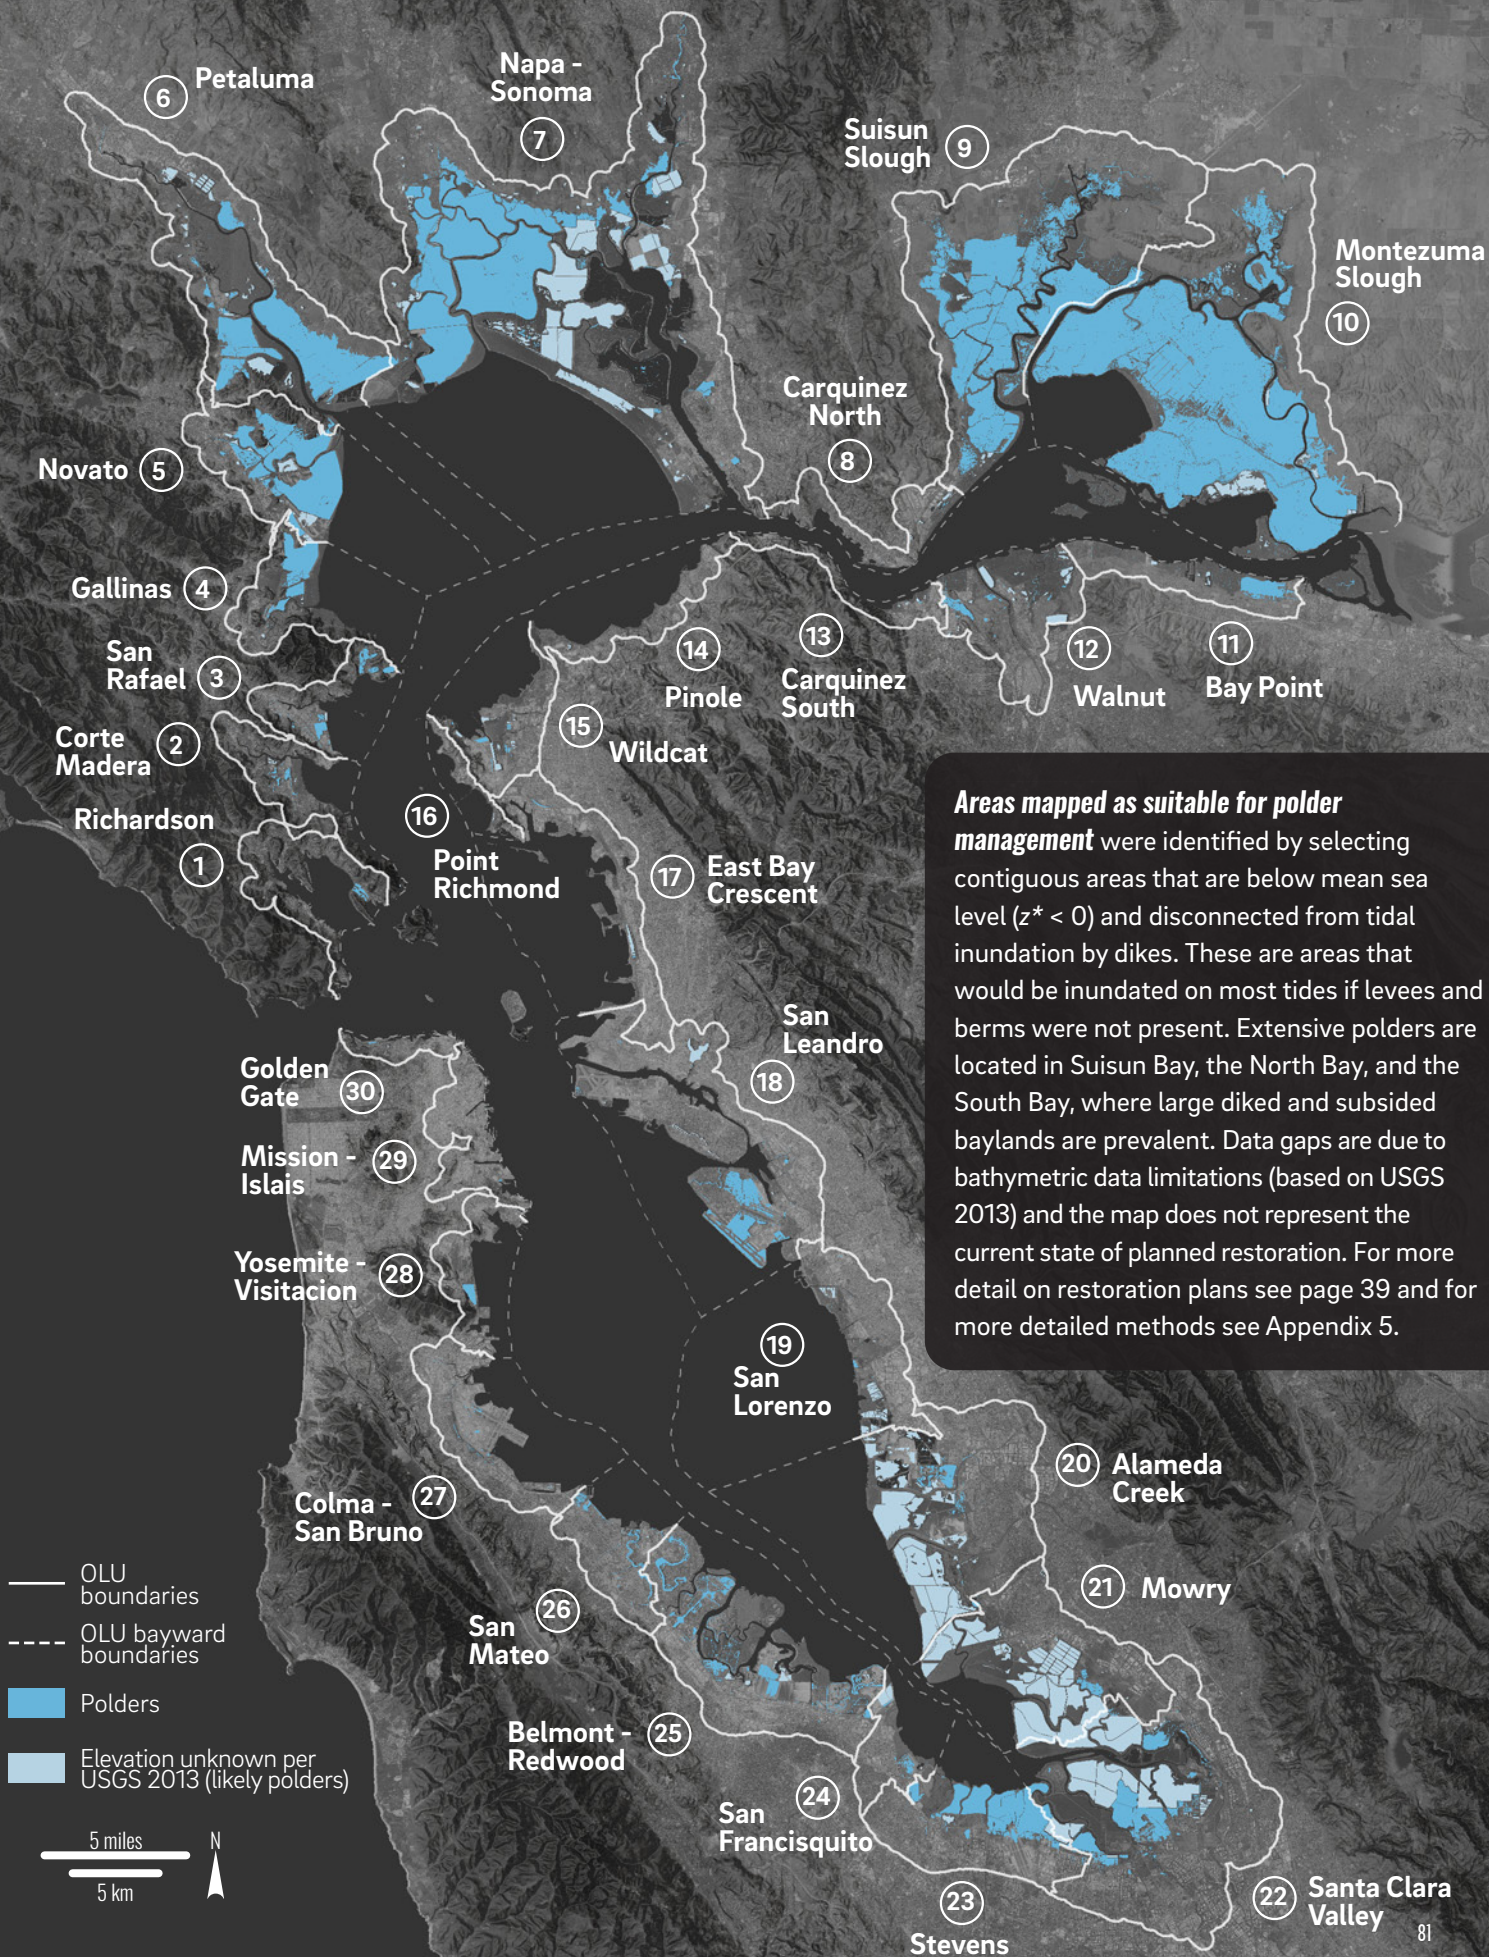 6
Petaluma
Napa -
Sonoma
7
Suisun
Slough
9
Montezuma
Slough
10
Carquinez
North
8
Novato
5
Gallinas
4
San
Rafael
3
Corte
Madera
2
Richardson
1
14
Pinole
13
Carquinez
South
12
Walnut
11
Bay Point
15
Wildcat
16
Point
Richmond
17
East Bay
Crescent
Areas mapped as suitable for polder
management were identified by selecting
contiguous areas that are below mean sea
level (z* < 0) and disconnected from tidal
inundation by dikes. These are areas that
would be inundated on most tides if levees and
berms were not present. Extensive polders are
located in Suisun Bay, the North Bay, and the
South Bay, where large diked and subsided
baylands are prevalent. Data gaps are due to
bathymetric data limitations (based on USGS
2013) and the map does not represent the
current state of planned restoration. For more
detail on restoration plans see page 39 and for
more detailed methods see Appendix 5.
San
Leandro
18
Golden
Gate
30
Mission -
Islais
29
Yosemite -
Visitacion
28
19
San
Lorenzo
20
Alameda
Creek
Colma -
San Bruno
27
21
Mowry
San
Mateo
26
Belmont -
Redwood
25
San
Francisquito
24
23
Stevens
22
Santa Clara
Valley
OLU
boundaries
OLU bayward
boundaries
Polders
Elevation unknown per
USGS 2013 (likely polders)
5 miles
5 km
N
81